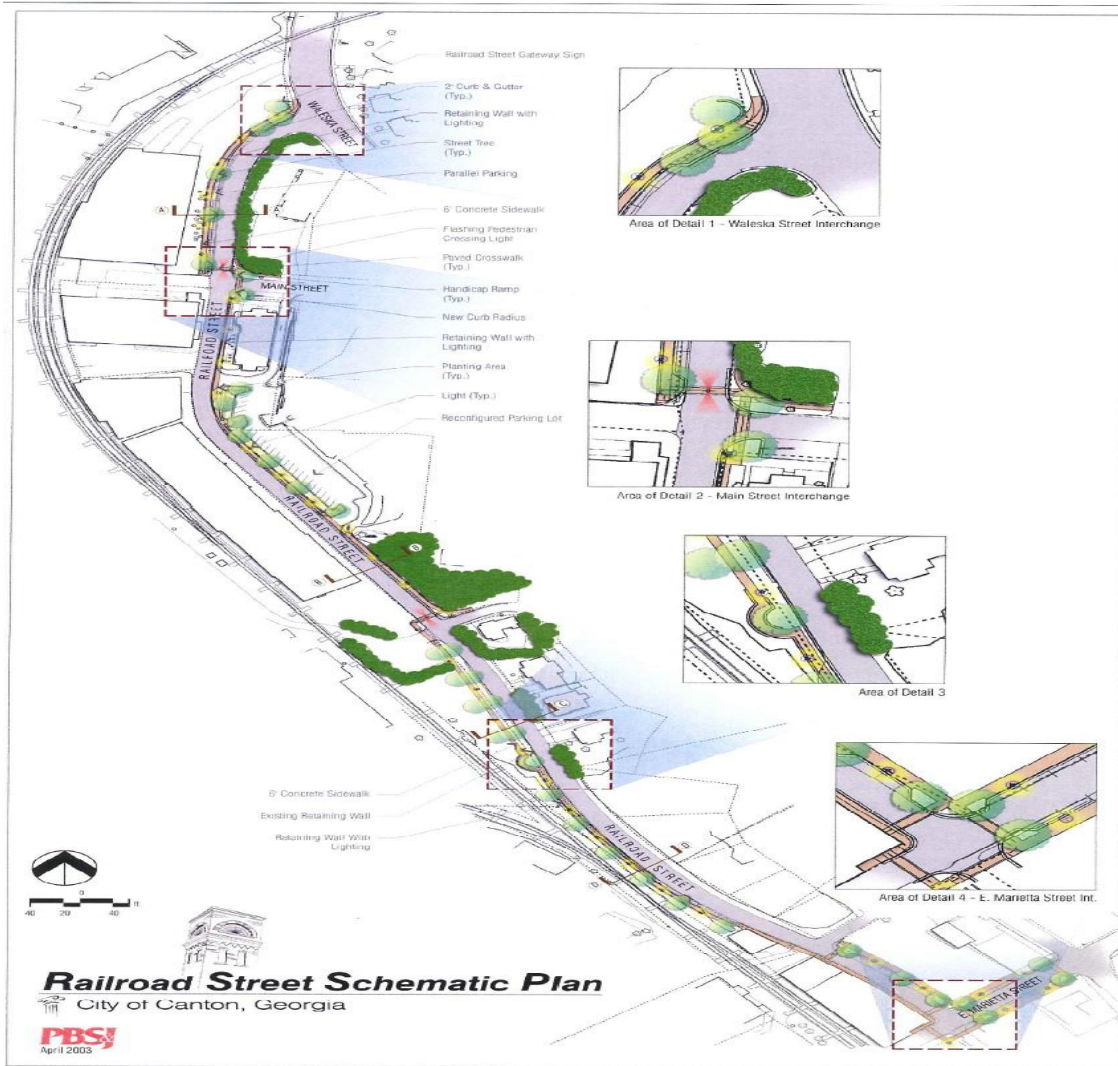 Railroad Street Gateway Sign
2' Curb & Gutter
(Typ.)
Retaining Wall with
Lighting
Street Tree
(Typ.)
Parallel Parking
6' Concrete Sidewalk
Flashing Pedestrian
Crossing Light
Paved Crosswalk
(Typ.)
Handicap Ramp
(Typ.)
New Curb Radius
Retaining Wall with
Lighting
Planting Area
(Typ.)
Light (Typ.)
Reconfigured Parking Lot
WALESKA STREET
MAIN STREET
RAILROAD STREET
RAILROAD STREET
RAILROAD STREET
E. MARIETTA STREET
Area of Detail 1 - Waleska Street Interchange
Area of Detail 2 - Main Street Interchange
Area of Detail 3
Area of Detail 4 - E. Marietta Street Int.
6' Concrete Sidewalk
Existing Retaining Wall
Retaining Wall With
Lighting
0
40 20 40 ft.
Railroad Street Schematic Plan
City of Canton, Georgia
PBSJ
April 2003